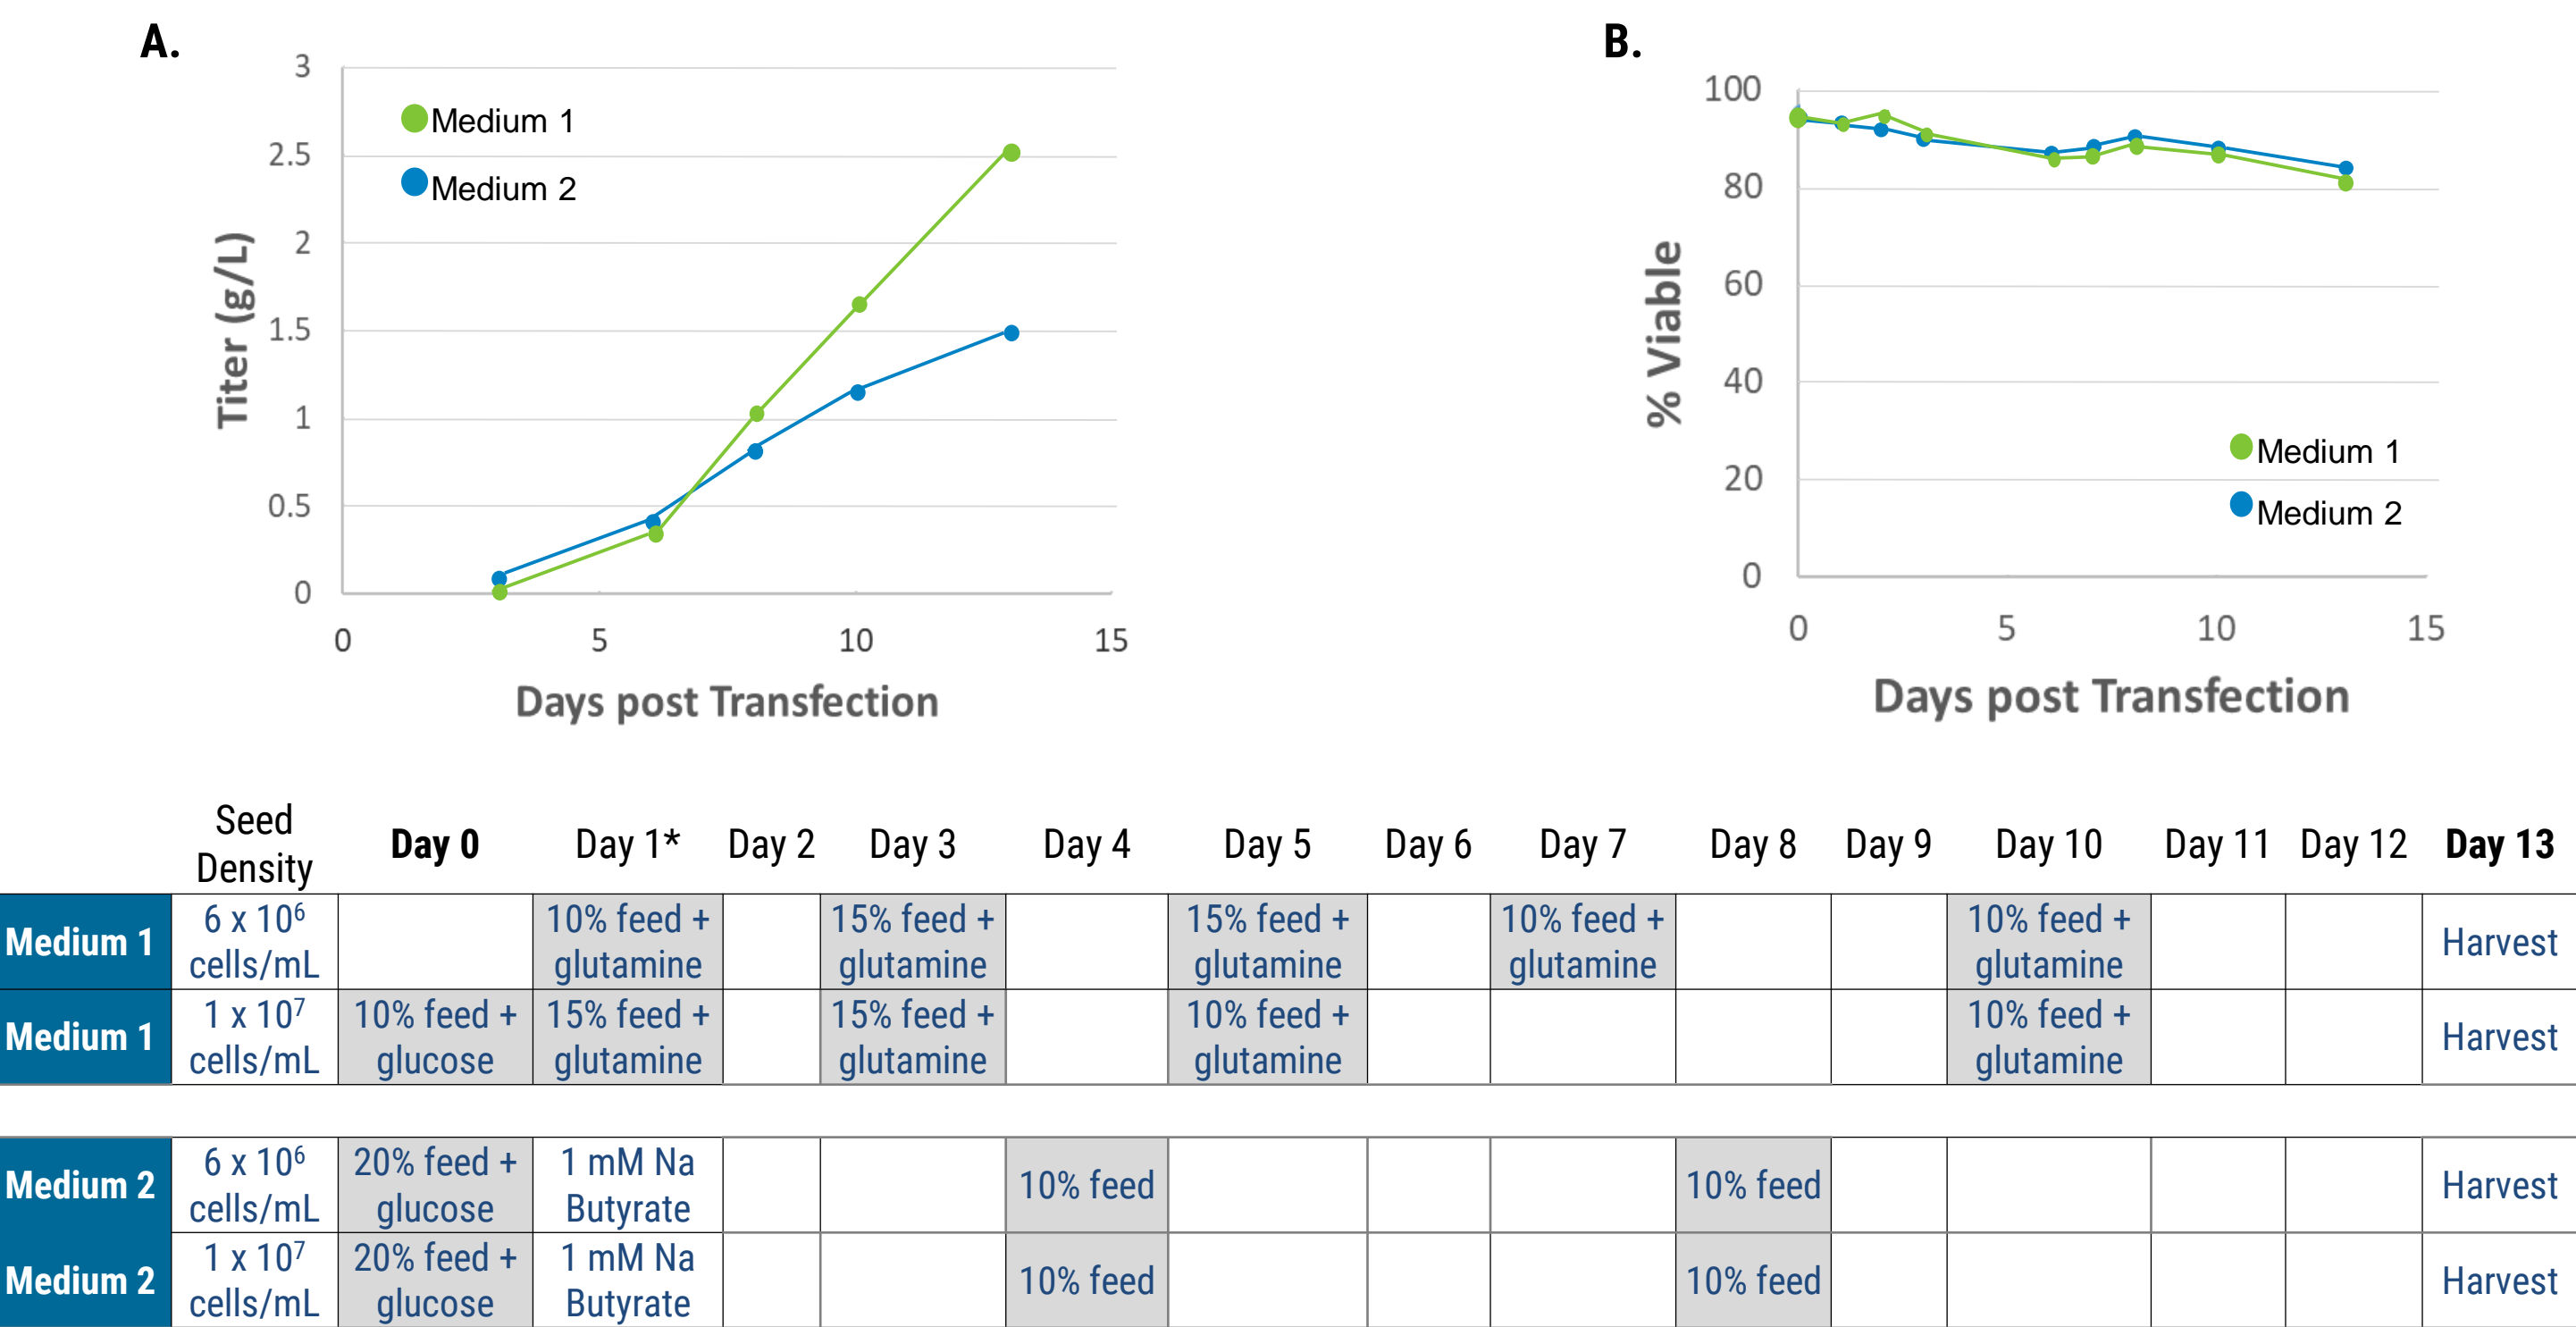 A.
3
2.5
2
1.5
1
0.5
0
Titer (g/L)
Medium 1
Medium 2
0 5 10 15
Days post Transfection
B.
100
80
60
40
20
0
% Viable
Medium 1
Medium 2
0 5 10 15
Days post Transfection
Seed
Density Day 0 Day 1* Day 2 Day 3 Day 4 Day 5 Day 6 Day 7 Day 8 Day 9 Day 10 Day 11 Day 12 Day 13
Medium 1
6 x 10⁶
cells/mL
10% feed +
glutamine
15% feed +
glutamine
15% feed +
glutamine
10% feed +
glutamine
10% feed +
glutamine
Harvest
Medium 1
1 x 10⁷
cells/mL
10% feed +
glucose
15% feed +
glutamine
15% feed +
glutamine
10% feed +
glutamine
10% feed +
glutamine
Harvest
Medium 2
6 x 10⁶
cells/mL
20% feed +
glucose
1 mM Na
Butyrate
10% feed
10% feed
Harvest
Medium 2
1 x 10⁷
cells/mL
20% feed +
glucose
1 mM Na
Butyrate
10% feed
10% feed
Harvest